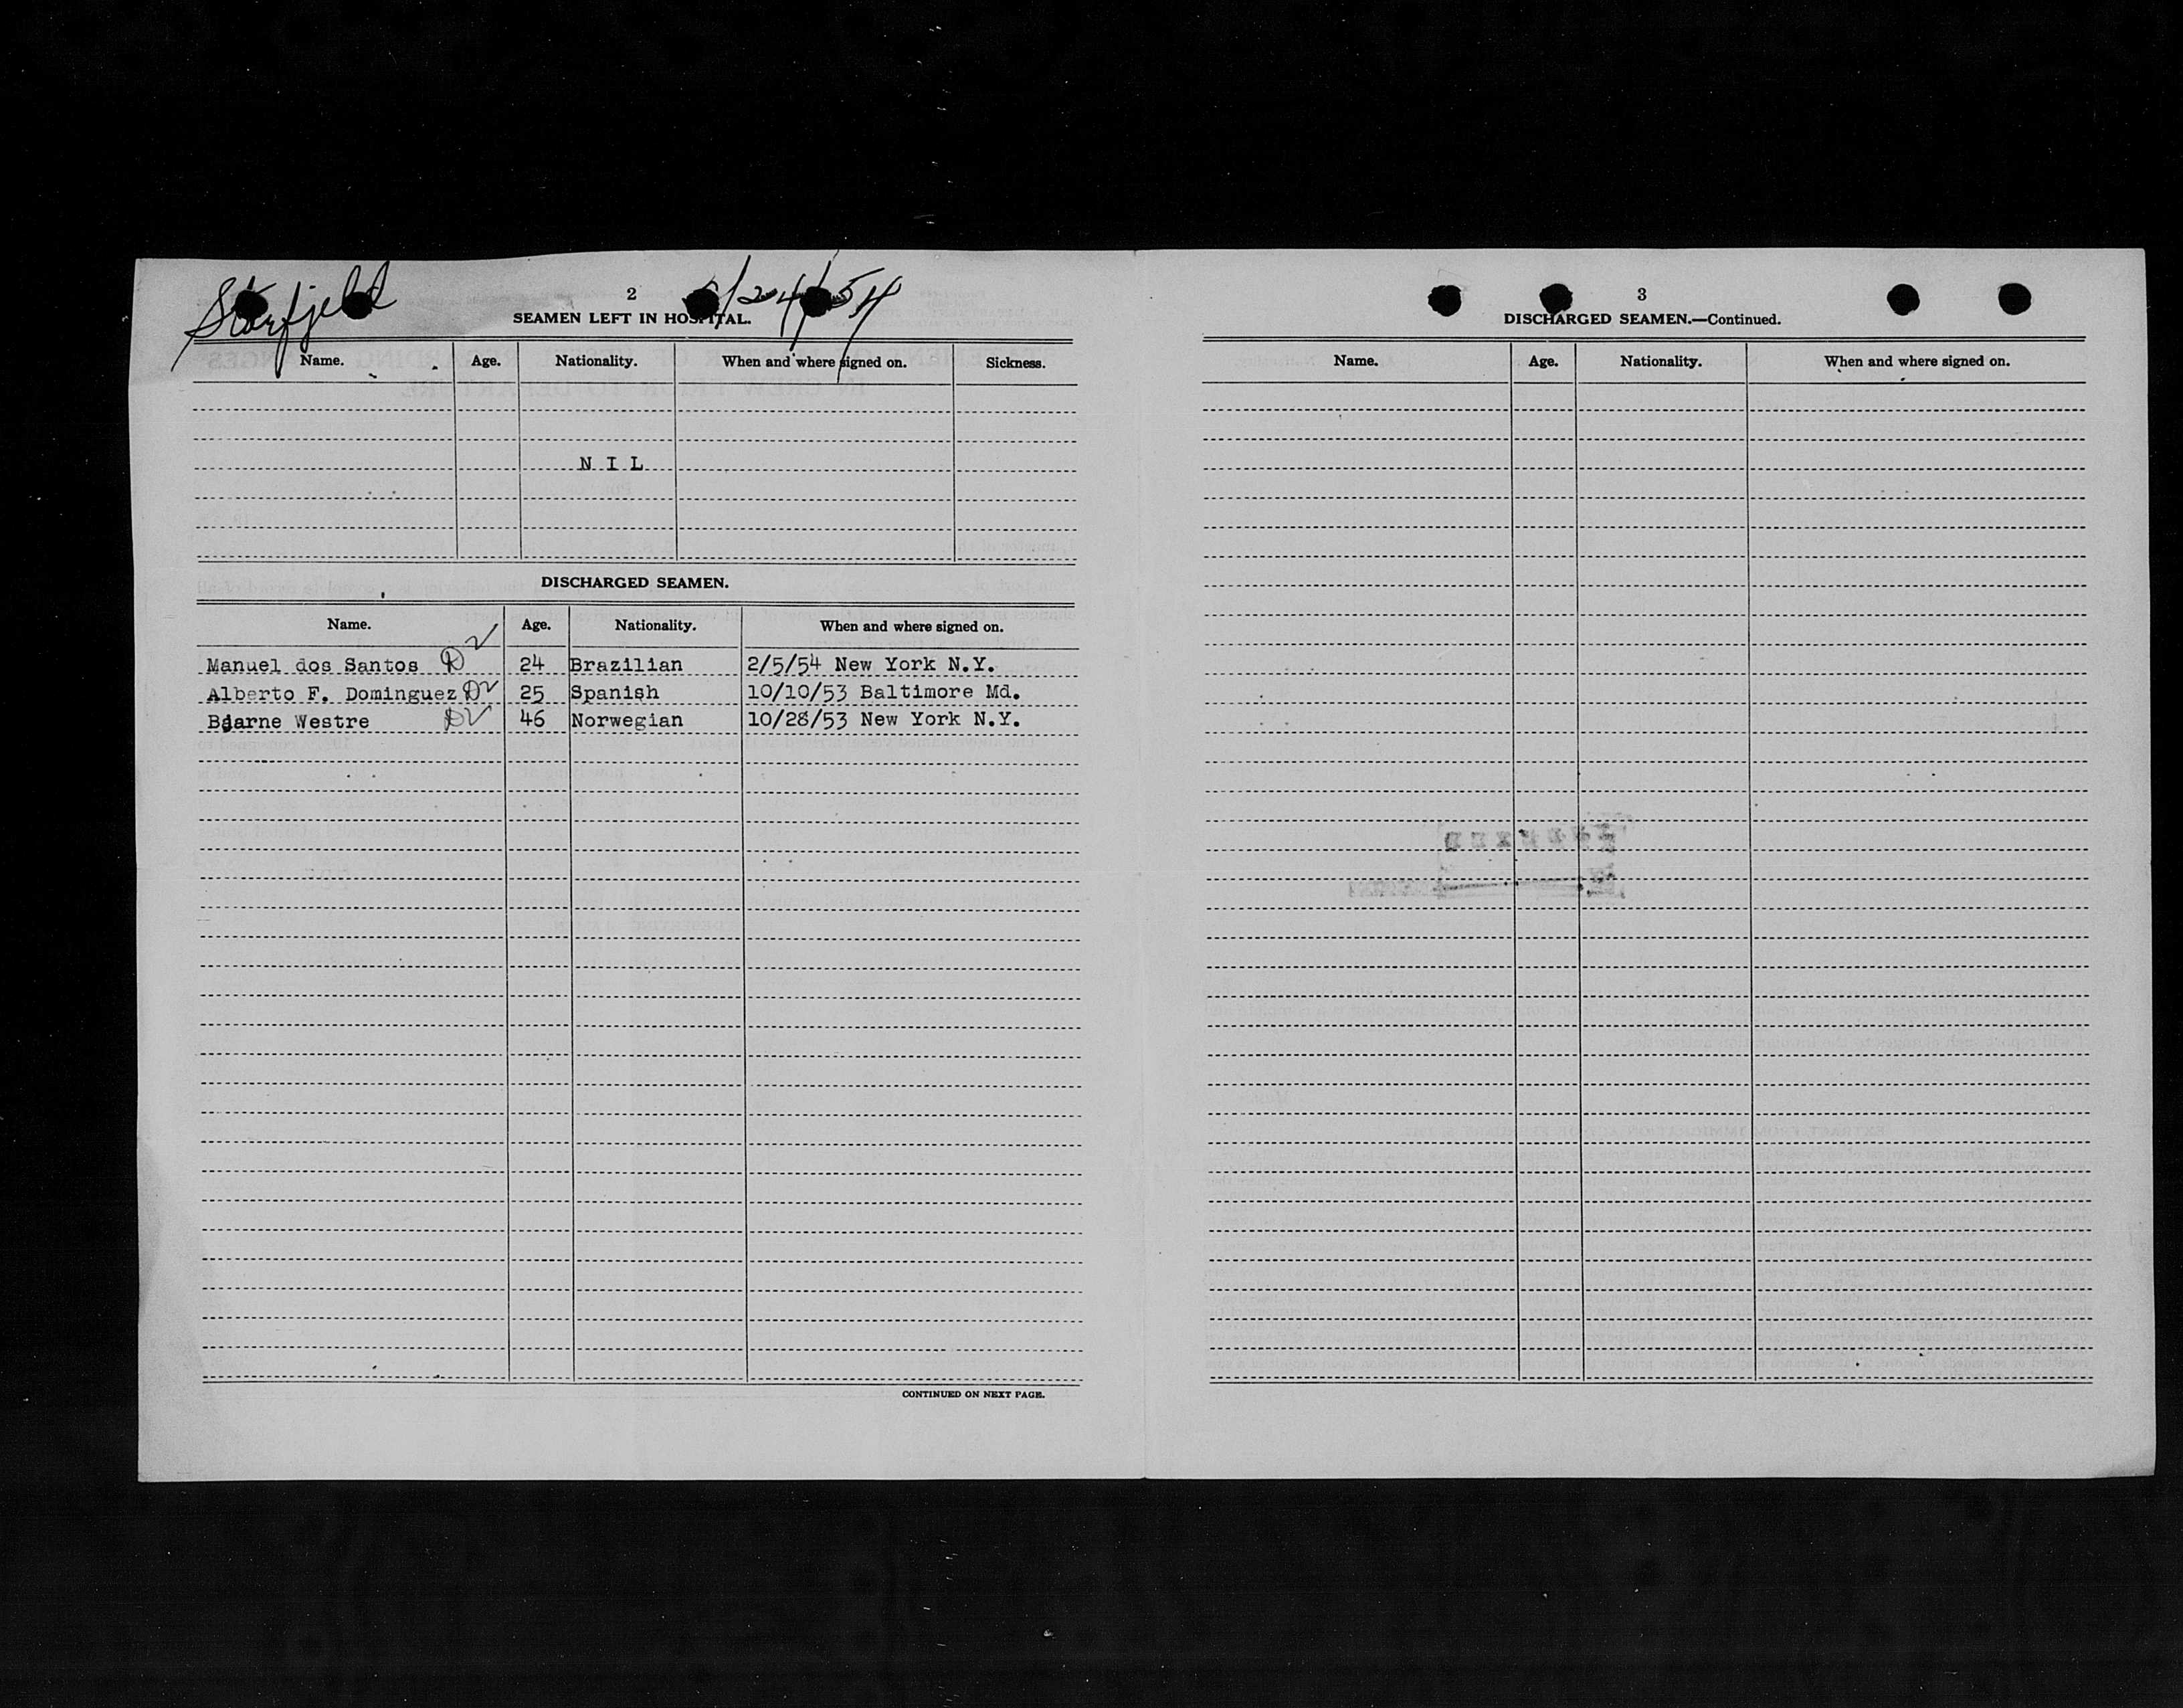 Storfjeld
2
/24/54
SEAMEN LEFT IN HOSPITAL.
Name. Age. Nationality. When and where signed on. Sickness.
N I L
DISCHARGED SEAMEN.
Name. Age. Nationality. When and where signed on.
Manuel dos Santos D 24 Brazilian 2/5/54 New York N.Y.
Alberto F. Dominguez D 25 Spanish 10/10/53 Baltimore Md.
Bjarne Westre D 46 Norwegian 10/28/53 New York N.Y.
CONTINUED ON NEXT PAGE.
3
DISCHARGED SEAMEN.—Continued.
Name. Age. Nationality. When and where signed on.